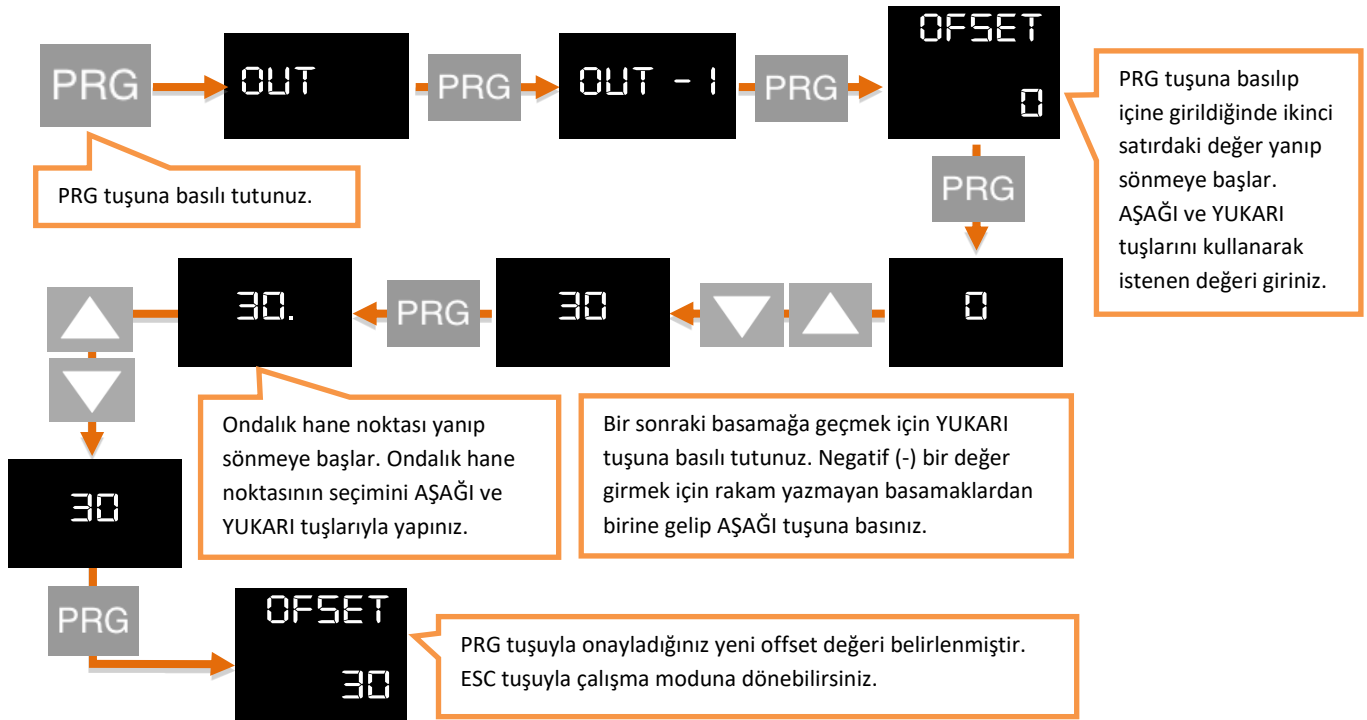 PRG
OUT
PRG
OUT - 1
PRG
OFSET
0
PRG tuşuna basılı tutunuz.
PRG tuşuna basılıp
içine girildiğinde ikinci
satırdaki değer yanıp
sönmeye başlar.
AŞAĞI ve YUKARI
tuşlarını kullanarak
istenen değeri giriniz.
PRG
0
30
PRG
30.
Ondalık hane noktası yanıp
sönmeye başlar. Ondalık hane
noktasının seçimini AŞAĞI ve
YUKARI tuşlarıyla yapınız.
Bir sonraki basamağa geçmek için YUKARI
tuşuna basılı tutunuz. Negatif (-) bir değer
girmek için rakam yazmayan basamaklardan
birine gelip AŞAĞI tuşuna basınız.
30
PRG
OFSET
30
PRG tuşuyla onayladığınız yeni offset değeri belirlenmiştir.
ESC tuşuyla çalışma moduna dönebilirsiniz.